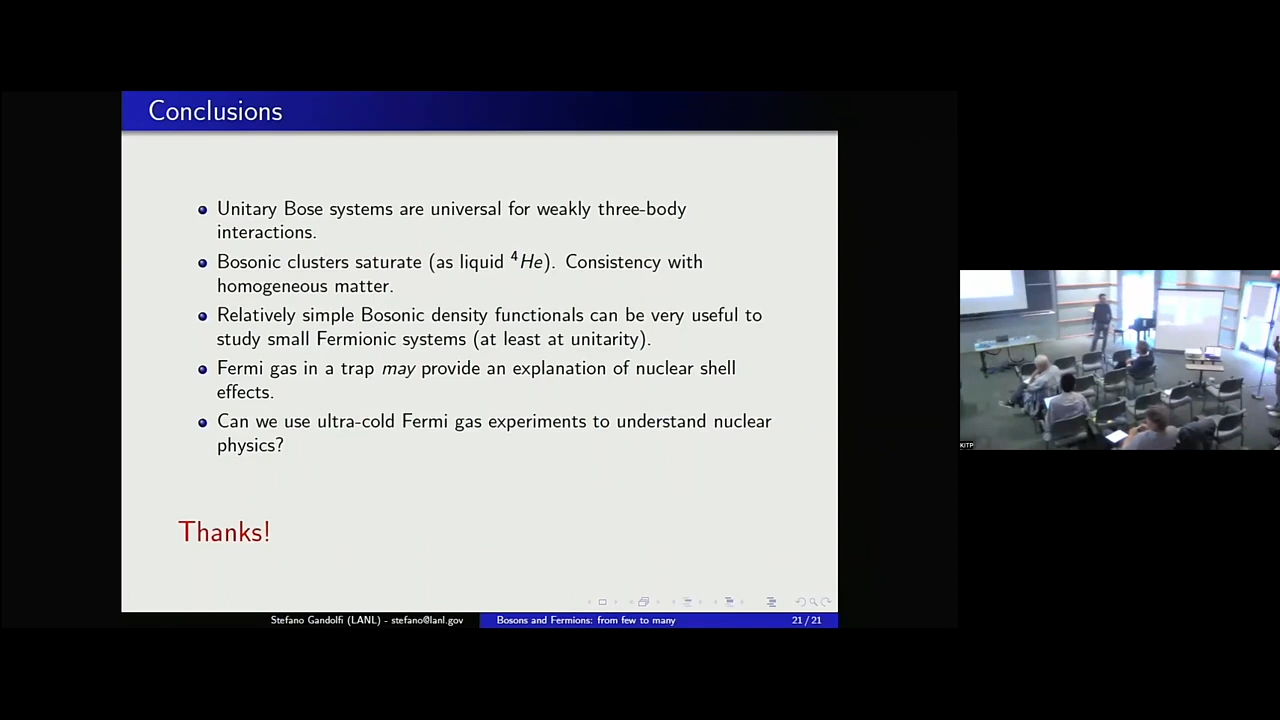 Conclusions
Unitary Bose systems are universal for weakly three-body
interactions.
Bosonic clusters saturate (as liquid ⁴He). Consistency with
homogeneous matter.
Relatively simple Bosonic density functionals can be very useful to
study small Fermionic systems (at least at unitarity).
Fermi gas in a trap may provide an explanation of nuclear shell
effects.
Can we use ultra-cold Fermi gas experiments to understand nuclear
physics?
Thanks!
Stefano Gandolfi (LANL) - stefano@lanl.gov
Bosons and Fermions: from few to many
21 / 21
KITP